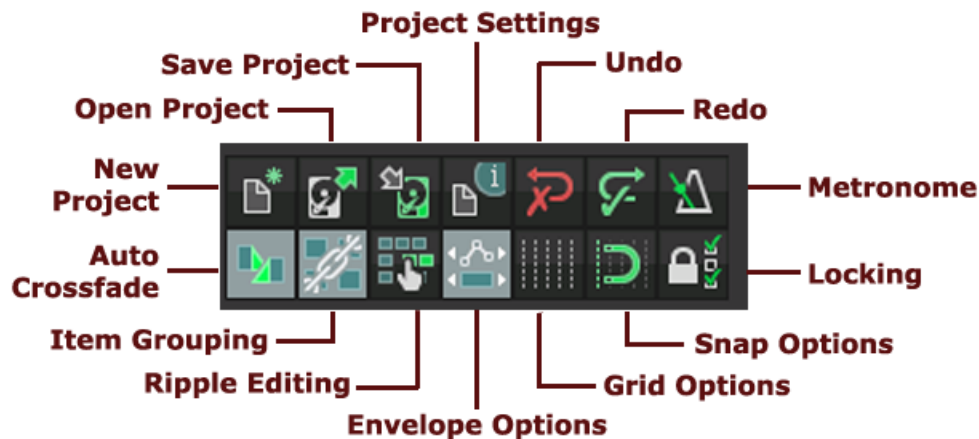 Project Settings
Save Project
Undo
Open Project
Redo
New
Project
Metronome
Auto
Crossfade
Locking
Item Grouping
Snap Options
Ripple Editing
Grid Options
Envelope Options